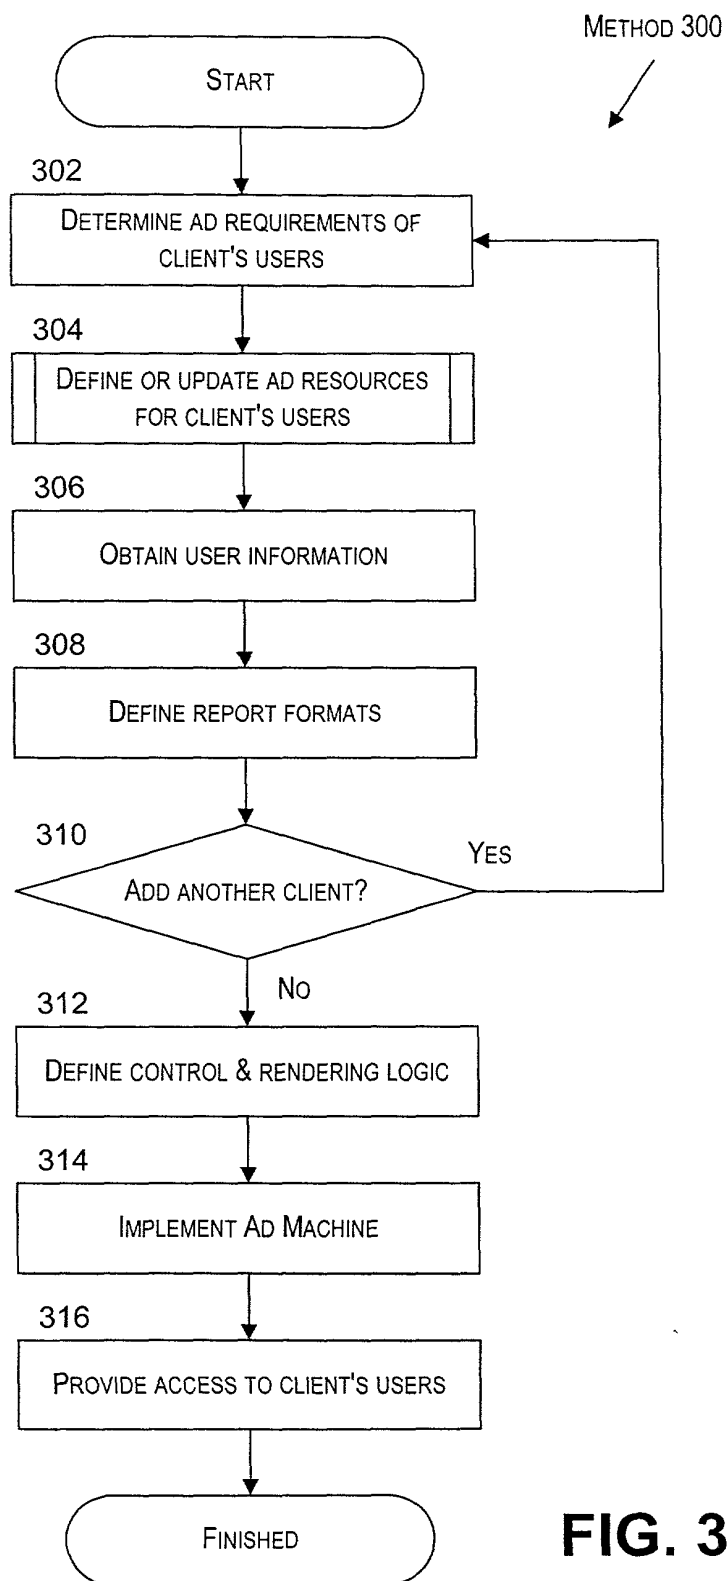 METHOD 300
START
302
DETERMINE AD REQUIREMENTS OF
CLIENT'S USERS
304
DEFINE OR UPDATE AD RESOURCES
FOR CLIENT'S USERS
306
OBTAIN USER INFORMATION
308
DEFINE REPORT FORMATS
310
ADD ANOTHER CLIENT?
YES
NO
312
DEFINE CONTROL & RENDERING LOGIC
314
IMPLEMENT AD MACHINE
316
PROVIDE ACCESS TO CLIENT'S USERS
FINISHED
FIG. 3